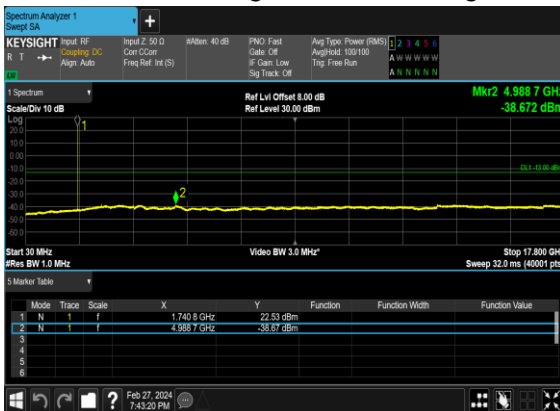 Spectrum Analyzer 1
Swept SA
+
KEYSIGHT Input: RF Input Z: 50 Ω #Atten: 40 dB PNO: Fast Avg Type: Power (RMS) 1 2 3 4 5 6
R T Coupling: DC Corr CCorr Gate: Off Avg|Hold: 100/100 A W W W W W
Align: Auto Freq Ref: Int (S) IF Gain: Low Trig: Free Run
Sig Track: Off A N N N N N
1 Spectrum Ref Lvl Offset 8.00 dB Mkr2 4.988 7 GHz
Scale/Div 10 dB Ref Level 30.00 dBm -38.672 dBm
Log
20.0
1
10.0
0.00
-10.0
DL1 -13.00 dBm
-20.0
2
-30.0
-40.0
-50.0
-60.0
Start 30 MHz Video BW 3.0 MHz* Stop 17.800 GH
#Res BW 1.0 MHz Sweep 32.0 ms (40001 pts
5 Marker Table
Mode Trace Scale X Y Function Function Width Function Value
1 N 1 f 1.740 8 GHz 22.53 dBm
2 N 1 f 4.988 7 GHz -38.67 dBm
3
4
5
6
? Feb 27, 2024
7:43:20 PM